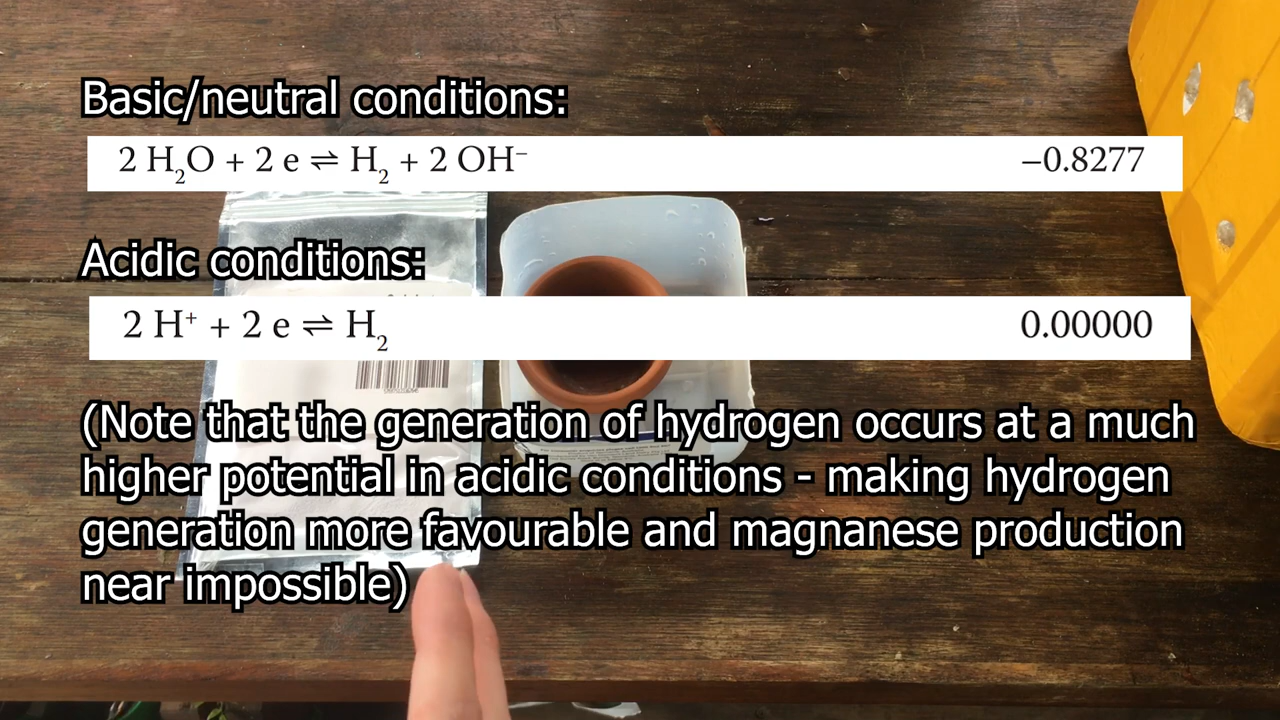 Basic/neutral conditions:
2 H₂O + 2 e ⇌ H₂ + 2 OH⁻ −0.8277
Acidic conditions:
2 H⁺ + 2 e ⇌ H₂ 0.00000
(Note that the generation of hydrogen occurs at a much
higher potential in acidic conditions - making hydrogen
generation more favourable and magnanese production
near impossible)